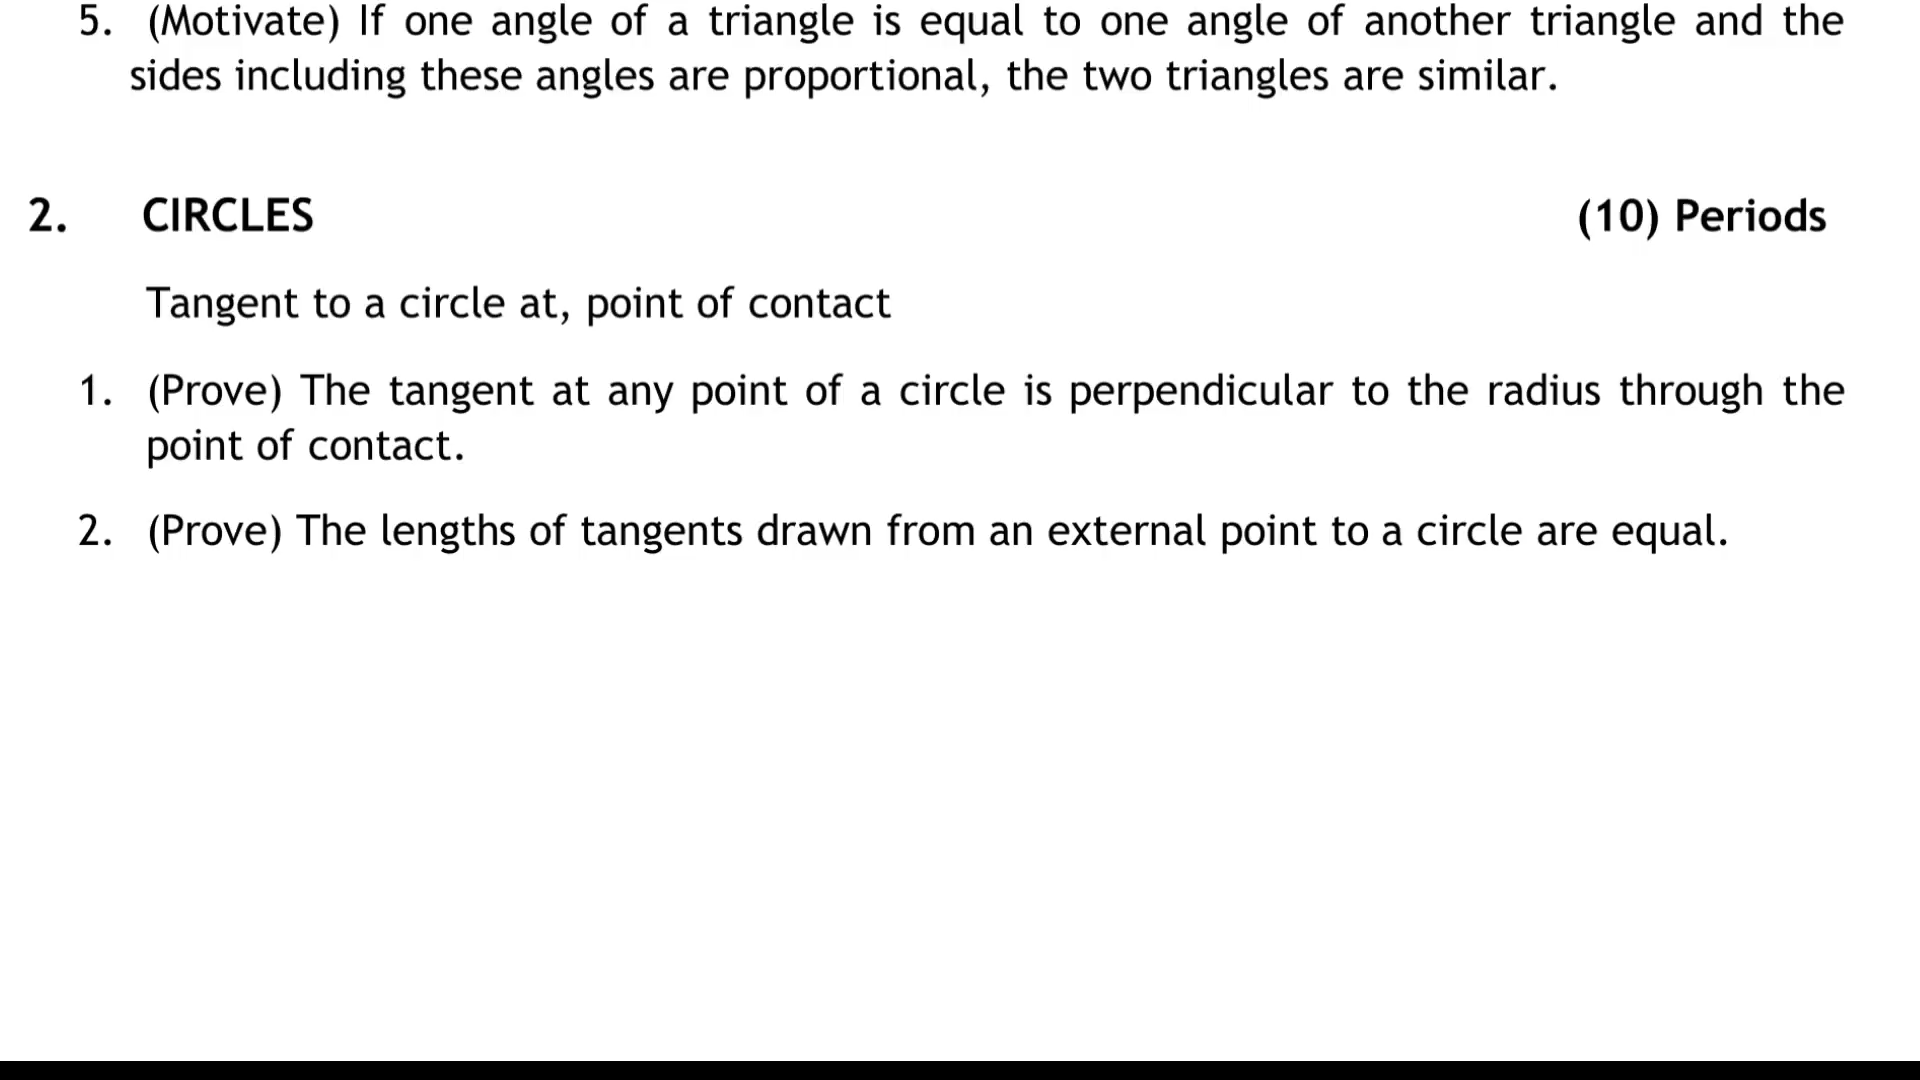 5. (Motivate) If one angle of a triangle is equal to one angle of another triangle and the
sides including these angles are proportional, the two triangles are similar.
2. CIRCLES (10) Periods
Tangent to a circle at, point of contact
1. (Prove) The tangent at any point of a circle is perpendicular to the radius through the
point of contact.
2. (Prove) The lengths of tangents drawn from an external point to a circle are equal.